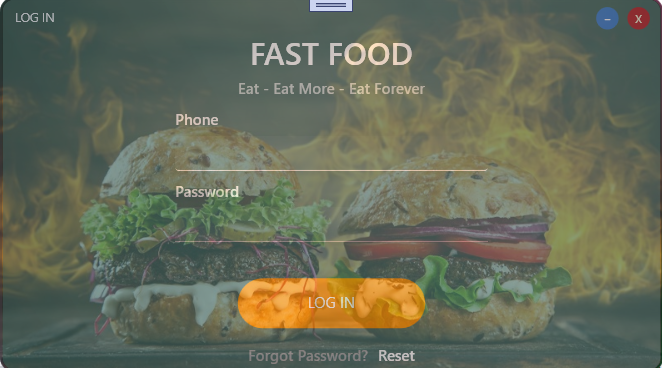 LOG IN
– X
FAST FOOD
Eat - Eat More - Eat Forever
Phone
Password
LOG IN
Forgot Password? Reset